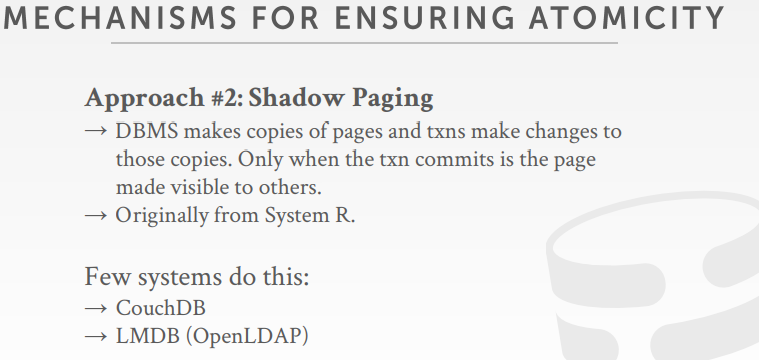 MECHANISMS FOR ENSURING ATOMICITY
Approach #2: Shadow Paging
→ DBMS makes copies of pages and txns make changes to
those copies. Only when the txn commits is the page
made visible to others.
→ Originally from System R.
Few systems do this:
→ CouchDB
→ LMDB (OpenLDAP)